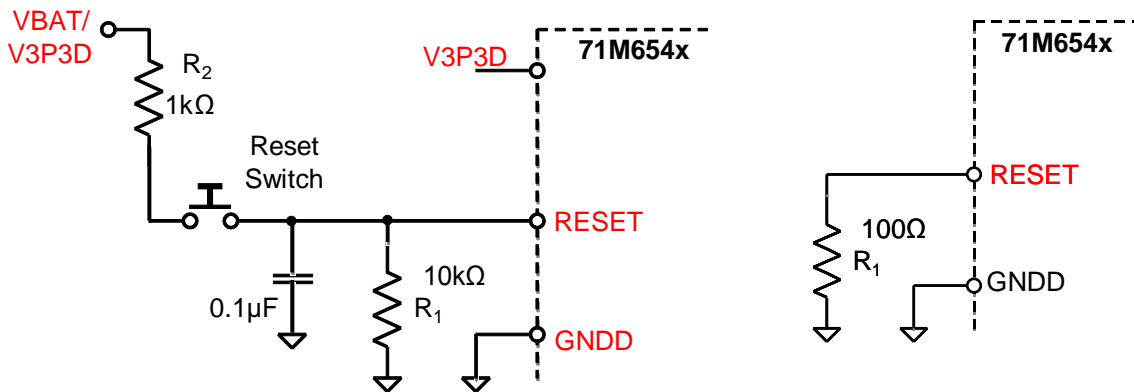 VBAT/
V3P3D
R2
1kΩ
Reset
Switch
0.1µF
10kΩ
R1
V3P3D
71M654x
RESET
GNDD
71M654x
RESET
100Ω
R1
GNDD